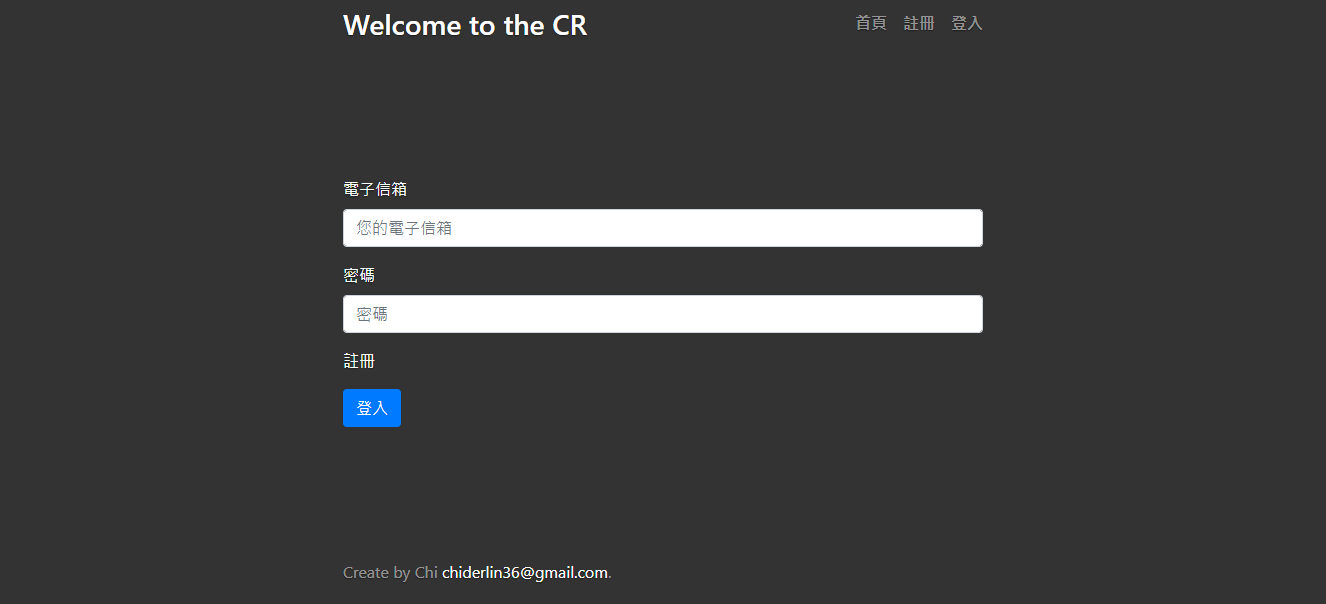 Welcome to the CR
首頁 註冊 登入
電子信箱
您的電子信箱
密碼
密碼
註冊
登入
Create by Chi chiderlin36@gmail.com.